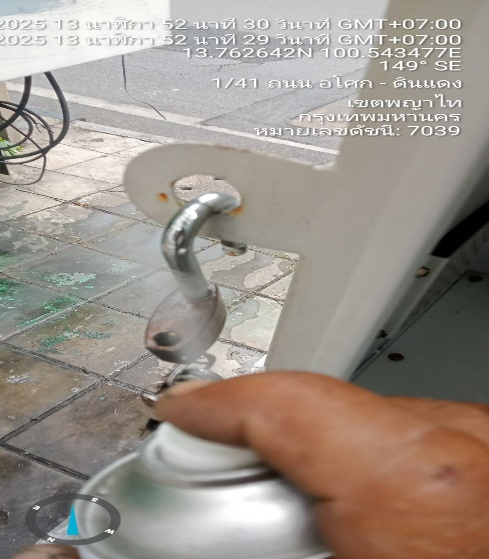 2025 13 นาฬิกา 52 นาที 30 วินาที GMT+07:00
2025 13 นาฬิกา 52 นาที 29 วินาที GMT+07:00
13.762642N 100.543477E
149° SE
1/41 ถนน อโศก - ดินแดง
เขตพญาไท
กรุงเทพมหานคร
หมายเลขดัชนี: 7039
S
W
N